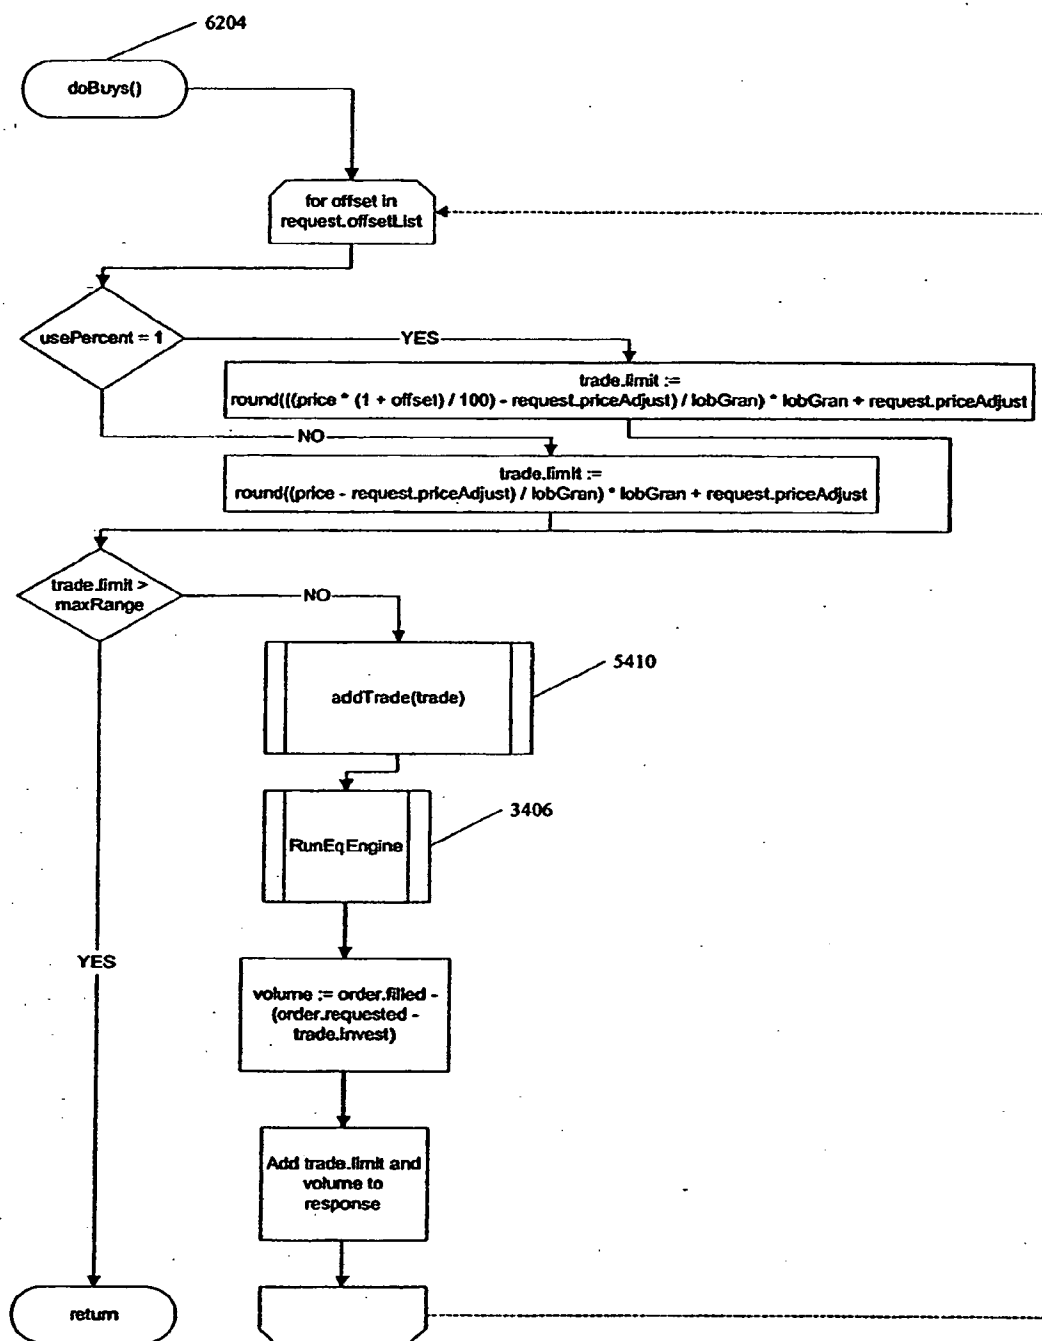 6204
doBuys()
for offset in
request.offsetList
usePercent = 1
YES
trade.limit :=
round(((price * (1 + offset) / 100) - request.priceAdjust) / lobGran) * lobGran + request.priceAdjust
NO
trade.limit :=
round((price - request.priceAdjust) / lobGran) * lobGran + request.priceAdjust
trade.limit >
maxRange
NO
5410
addTrade(trade)
3406
RunEqEngine
YES
volume := order.filled -
(order.requested -
trade.invest)
Add trade.limit and
volume to
response
return